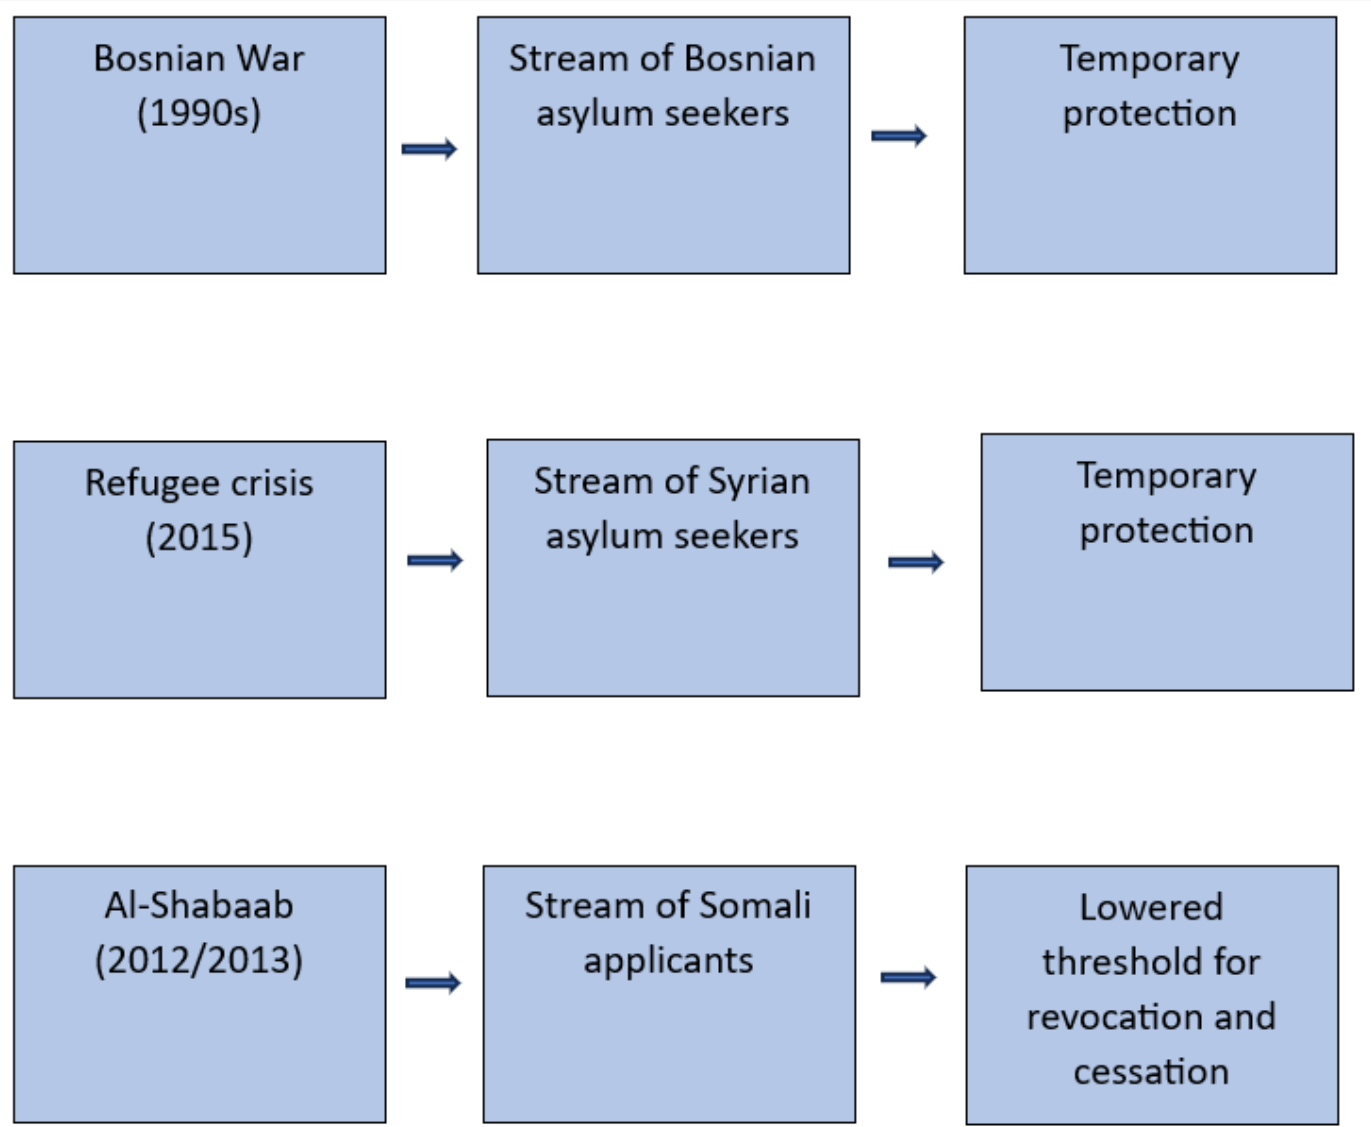 Bosnian War
(1990s)
Stream of Bosnian
asylum seekers
Temporary
protection
Refugee crisis
(2015)
Stream of Syrian
asylum seekers
Temporary
protection
Al-Shabaab
(2012/2013)
Stream of Somali
applicants
Lowered
threshold for
revocation and
cessation